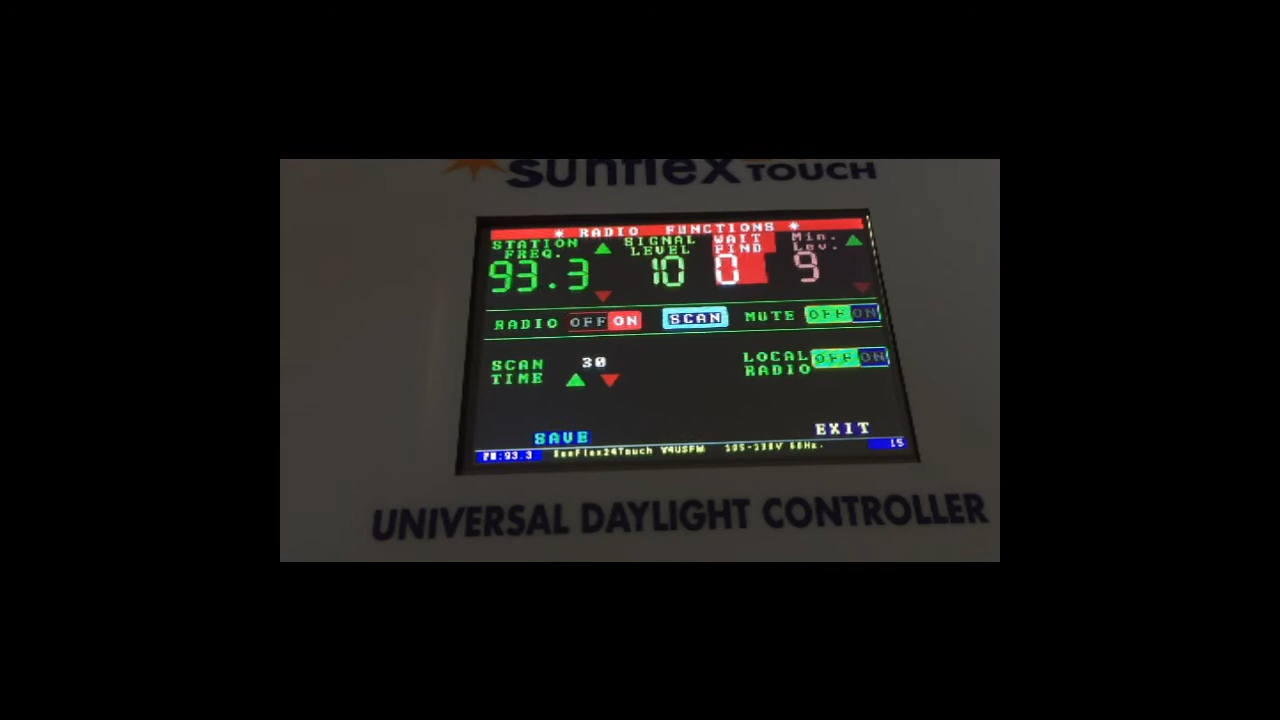 sunflex TOUCH
* RADIO FUNCTIONS *
STATION FREQ. 93.3
SIGNAL LEVEL 10
WAIT FIND 0
Min. Lev. 9
RADIO OFF ON SCAN MUTE OFF ON
SCAN TIME 30
LOCAL RADIO OFF ON
SAVE EXIT
FM:93.3 V4USFM 15
UNIVERSAL DAYLIGHT CONTROLLER